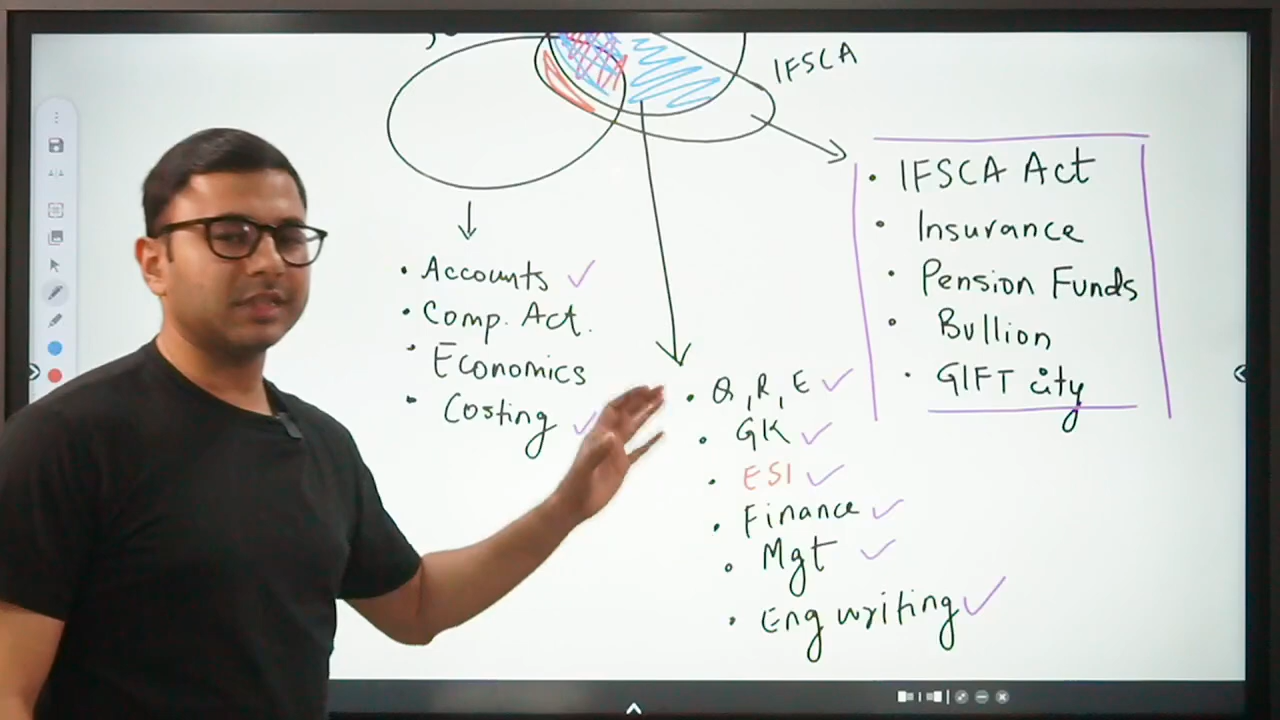 IFSCA
• IFSCA Act
• Insurance
• Pension Funds
• Bullion
• GIFT city
• Accounts ✓
• Comp. Act.
• Economics
• Costing ✓
• Q, R, E ✓
• GK ✓
• ESI ✓
• Finance ✓
• Mgt ✓
• Eng writing ✓